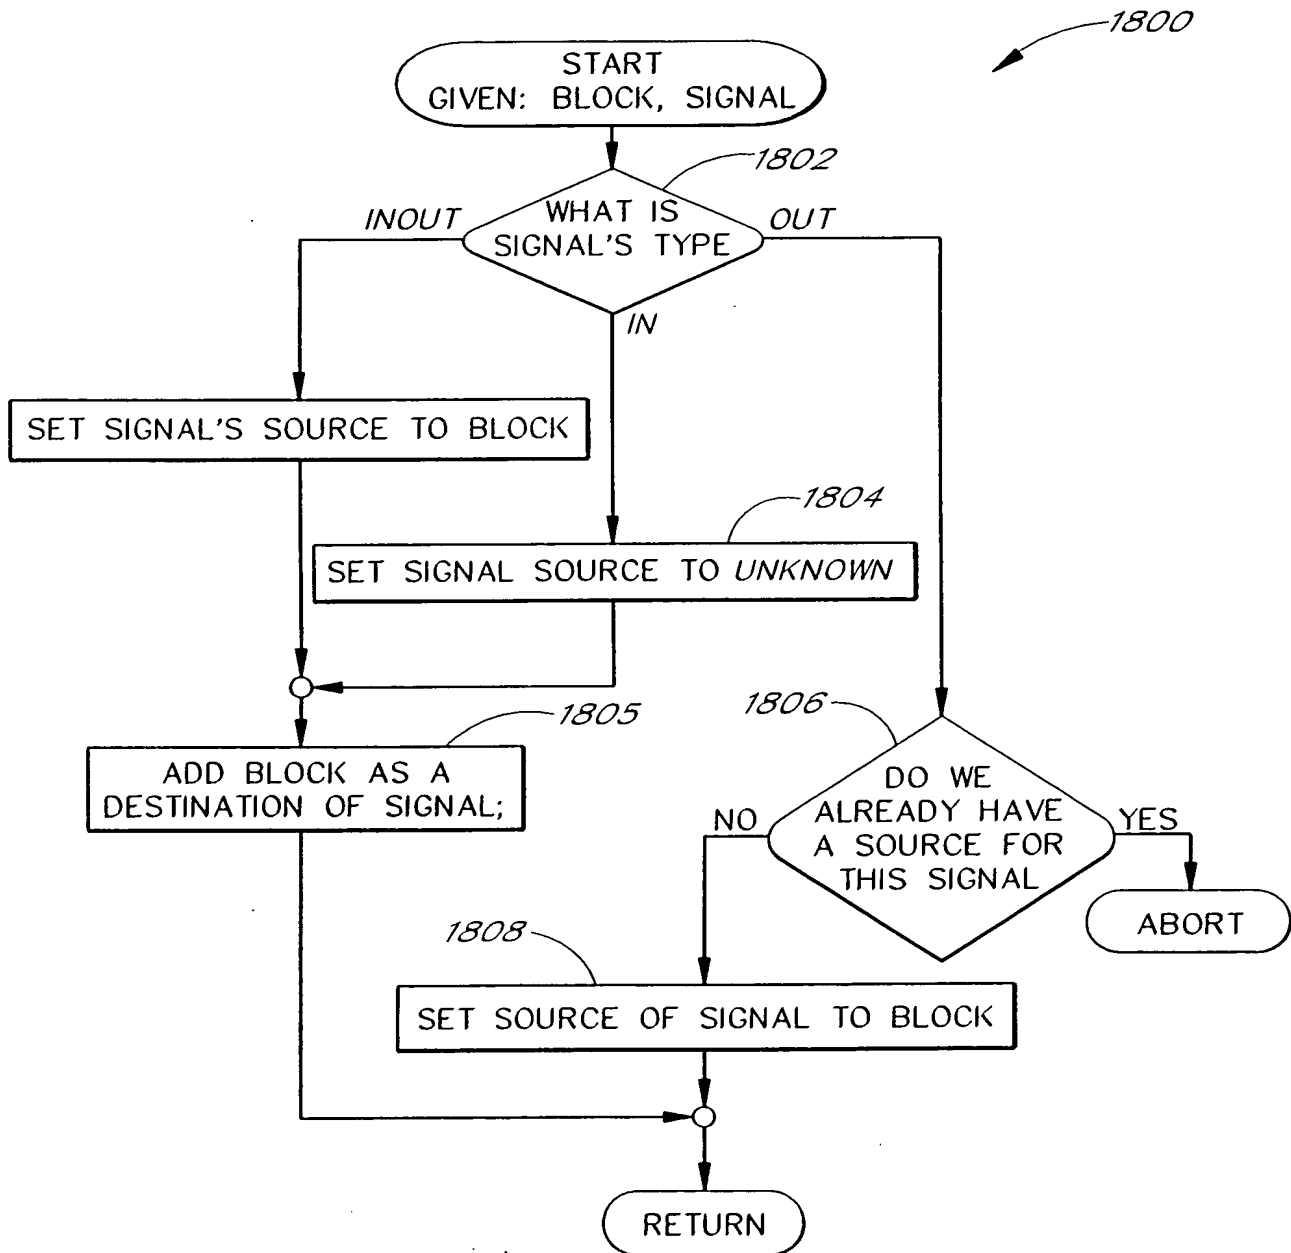 1800
START
GIVEN: BLOCK, SIGNAL
1802
WHAT IS
SIGNAL'S TYPE
INOUT
OUT
IN
SET SIGNAL'S SOURCE TO BLOCK
1804
SET SIGNAL SOURCE TO UNKNOWN
1805
ADD BLOCK AS A
DESTINATION OF SIGNAL;
1806
DO WE
ALREADY HAVE
A SOURCE FOR
THIS SIGNAL
NO
YES
ABORT
1808
SET SOURCE OF SIGNAL TO BLOCK
RETURN